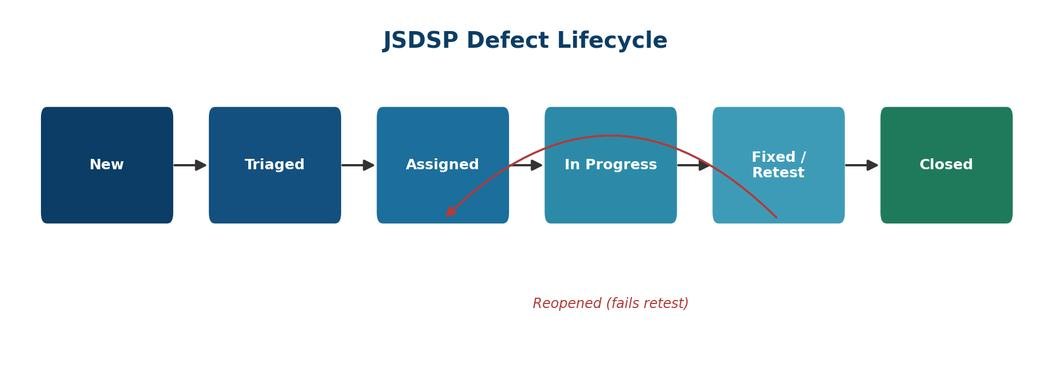 JSDSP Defect Lifecycle
New
Triaged
Assigned
In Progress
Fixed /
Retest
Closed
Reopened (fails retest)